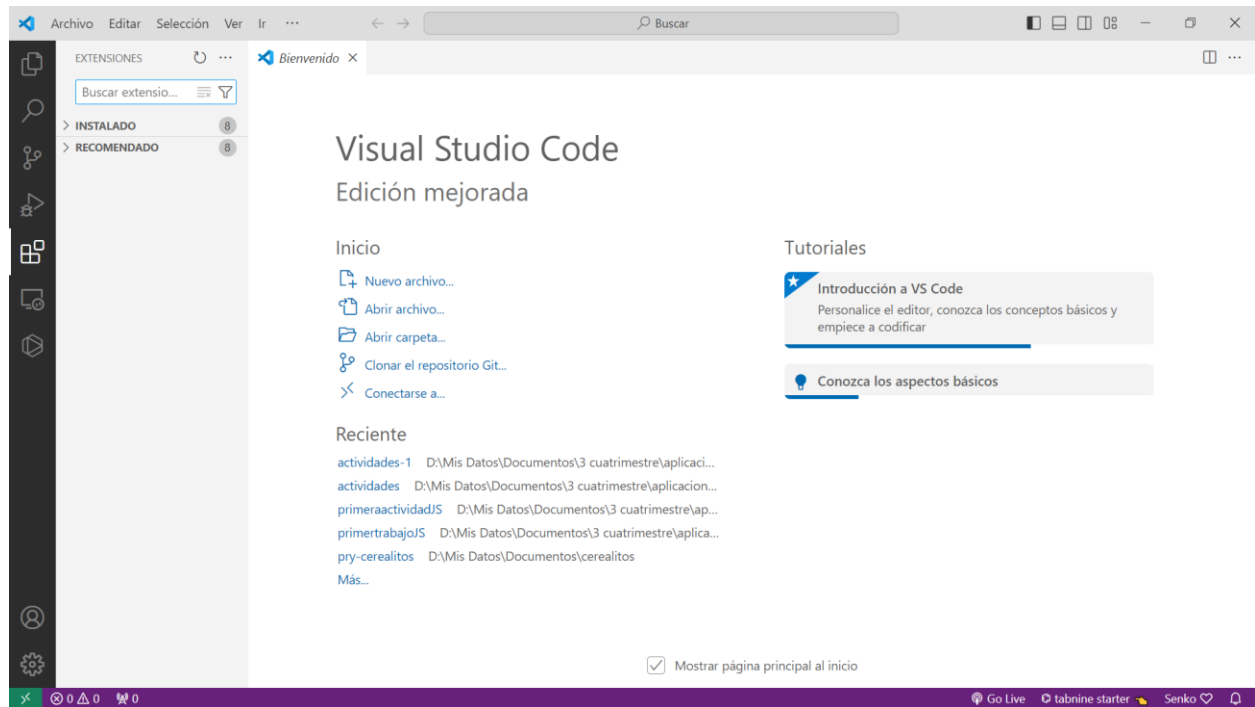 Archivo Editar Selección Ver Ir ··· Buscar
EXTENSIONES ···
Bienvenido
Buscar extensio...
INSTALADO 8
RECOMENDADO 8
Visual Studio Code
Edición mejorada
Inicio
Nuevo archivo...
Abrir archivo...
Abrir carpeta...
Clonar el repositorio Git...
Conectarse a...
Reciente
actividades-1 D:\Mis Datos\Documentos\3 cuatrimestre\aplicaci...
actividades D:\Mis Datos\Documentos\3 cuatrimestre\aplicacion...
primeraactividadJS D:\Mis Datos\Documentos\3 cuatrimestre\ap...
primertrabajoJS D:\Mis Datos\Documentos\3 cuatrimestre\aplica...
pry-cerealitos D:\Mis Datos\Documentos\cerealitos
Más...
Tutoriales
Introducción a VS Code
Personalice el editor, conozca los conceptos básicos y
empiece a codificar
Conozca los aspectos básicos
Mostrar página principal al inicio
0 0 0 Go Live tabnine starter Senko